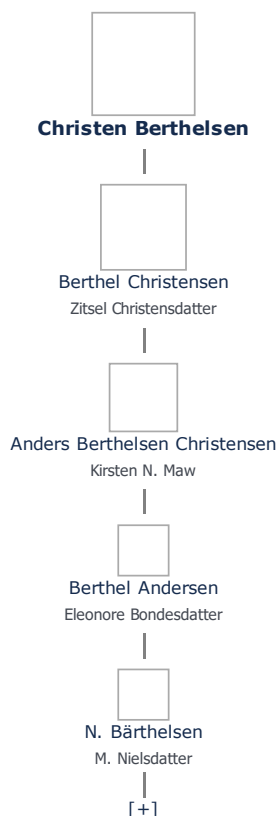 Christen Berthelsen
Berthel Christensen
Zitsel Christensdatter
Anders Berthelsen Christensen
Kirsten N. Maw
Berthel Andersen
Eleonore Bondesdatter
N. Bärthelsen
M. Nielsdatter
[+]